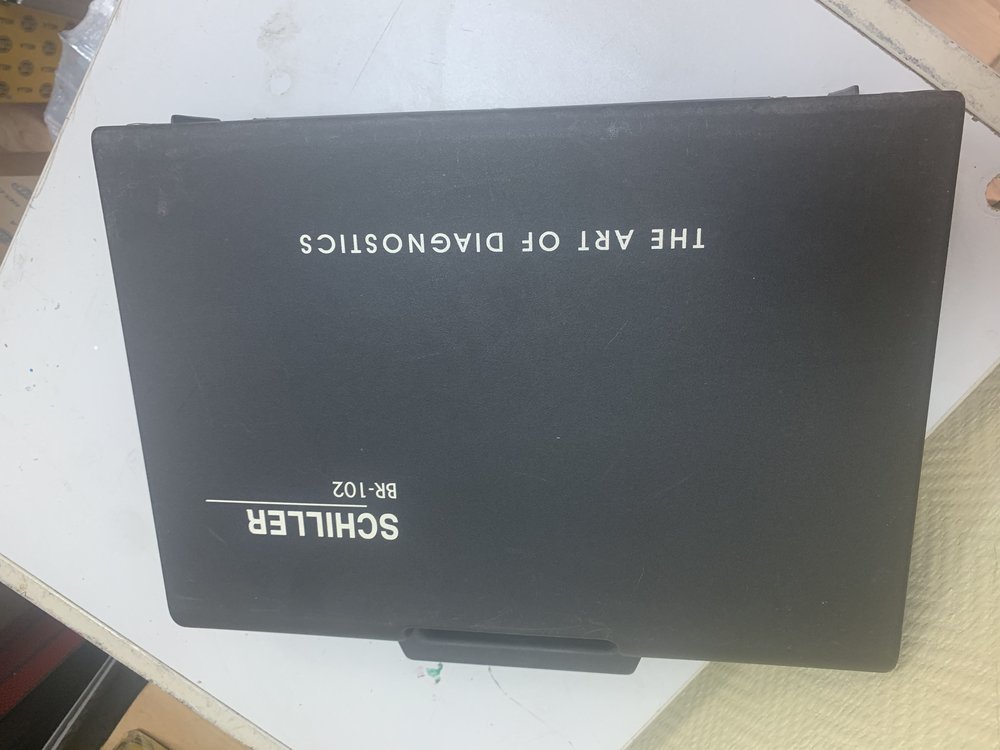 SCHILLER
BR-102
THE ART OF DIAGNOSTICS